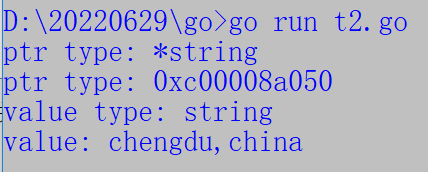 D:\20220629\go>go run t2.go
ptr type: *string
ptr type: 0xc00008a050
value type: string
value: chengdu,china